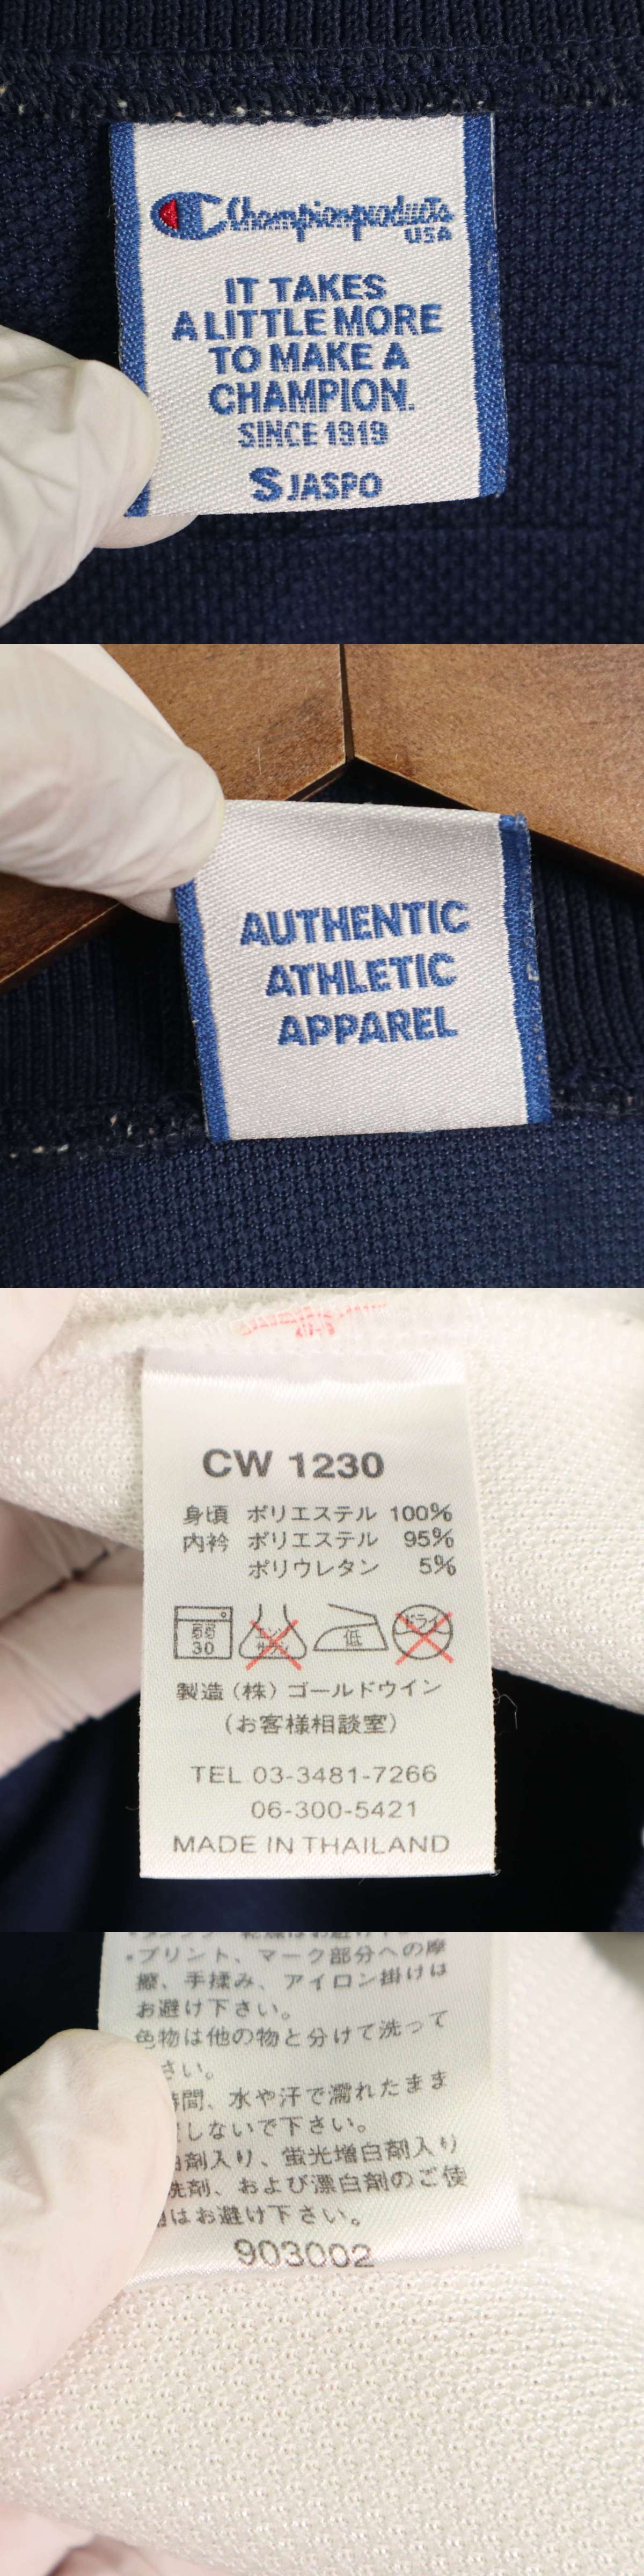 Championproducts
USA
IT TAKES
A LITTLE MORE
TO MAKE A
CHAMPION.
SINCE 1919
S JASPO
AUTHENTIC
ATHLETIC
APPAREL
CW 1230
身頃 ポリエステル 100%
内衿 ポリエステル 95%
ポリウレタン 5%
30
エンソ
サラシ
低
ドライ
製造(株)ゴールドウイン
(お客様相談室)
TEL 03-3481-7266
06-300-5421
MADE IN THAILAND
・プリント、マーク部分への摩
擦、手揉み、アイロン掛けは
お避け下さい。
色物は他の物と分けて洗って
さい。
時間、水や汗で濡れたまま
しないで下さい。
白剤入り、蛍光増白剤入り
洗剤、および漂白剤のご使
はお避け下さい。
903002